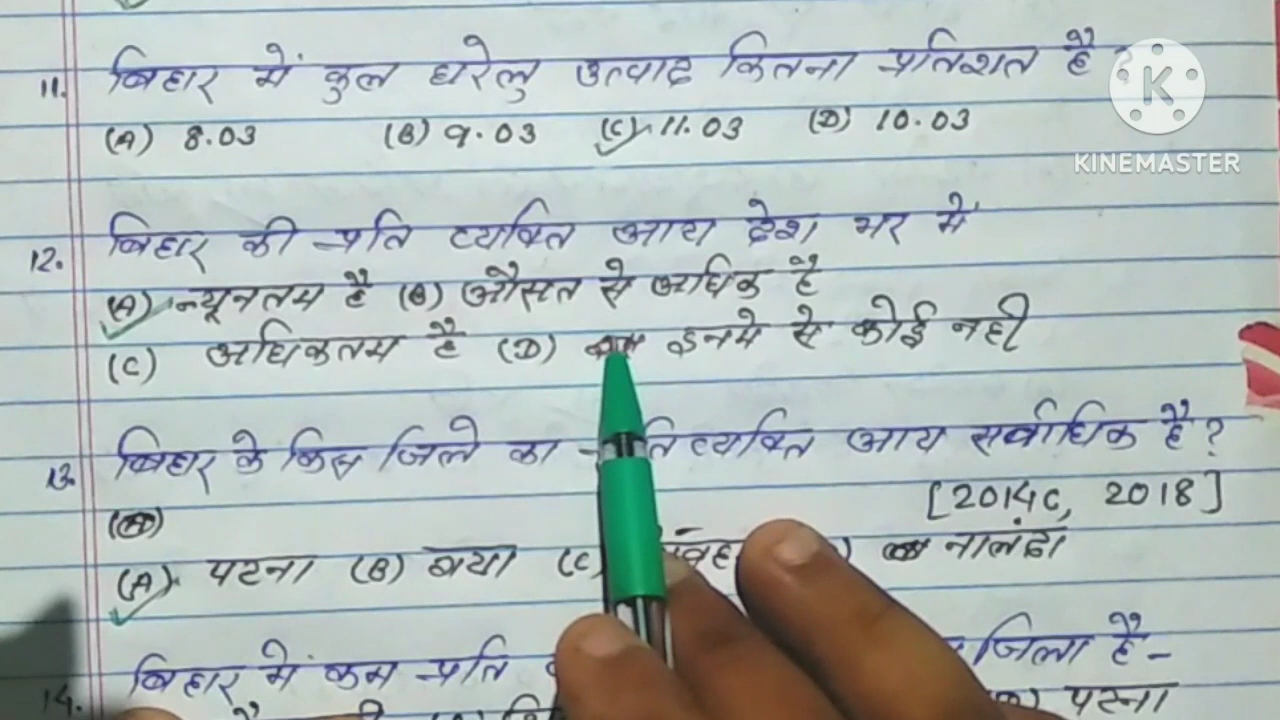 11. बिहार में कुल घरेलु उत्पाद कितना प्रतिशत है ?
(A) 8.03 (B) 9.03 (C) 11.03 (D) 10.03
KINEMASTER
12. बिहार की प्रति व्यक्ति आय देश भर में
(A) न्यूनतम है (B) औसत से अधिक है
(C) अधिकतम है (D) इनमे से कोई नही
13. बिहार के किस जिले का व्यक्ति आय सर्वाधिक है ?
[2014C, 2018]
(A) पटना (B) गया (C) नालंदा
14. बिहार में कम प्रति जिला है -
पटना